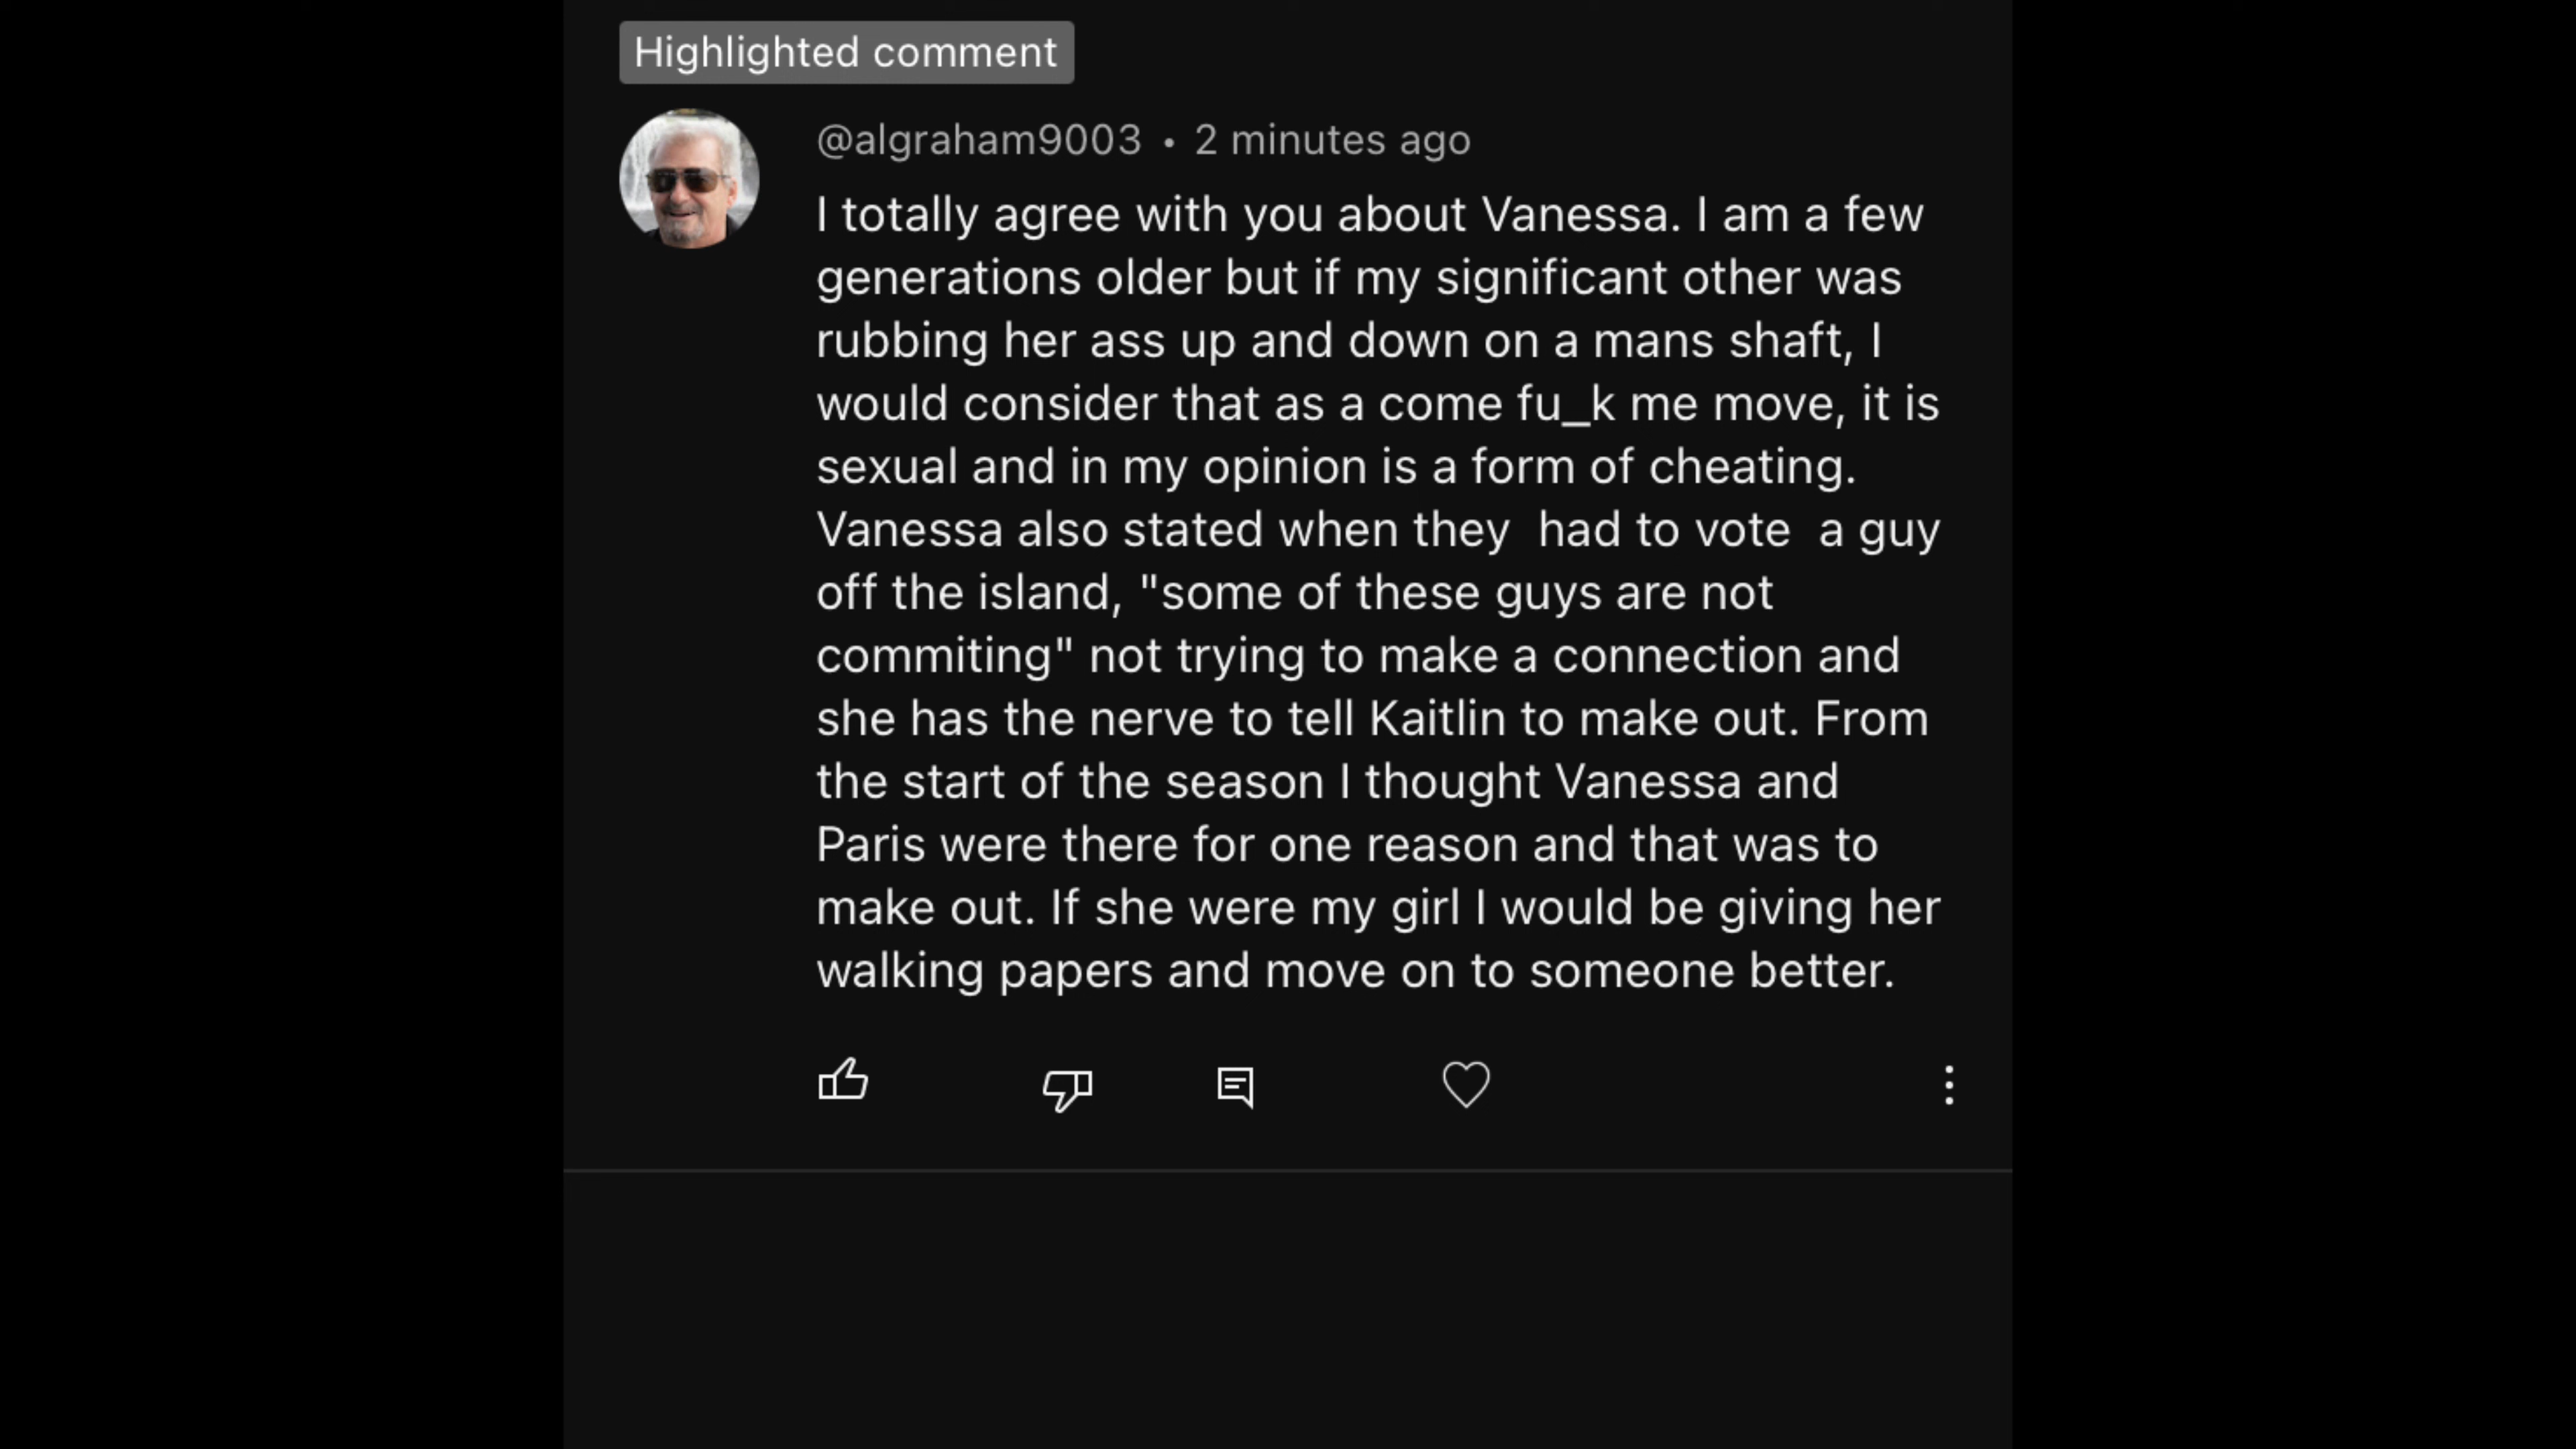 Highlighted comment
@algraham9003 • 2 minutes ago
I totally agree with you about Vanessa. I am a few
generations older but if my significant other was
rubbing her ass up and down on a mans shaft, I
would consider that as a come fu_k me move, it is
sexual and in my opinion is a form of cheating.
Vanessa also stated when they  had to vote  a guy
off the island, "some of these guys are not
commiting" not trying to make a connection and
she has the nerve to tell Kaitlin to make out. From
the start of the season I thought Vanessa and
Paris were there for one reason and that was to
make out. If she were my girl I would be giving her
walking papers and move on to someone better.